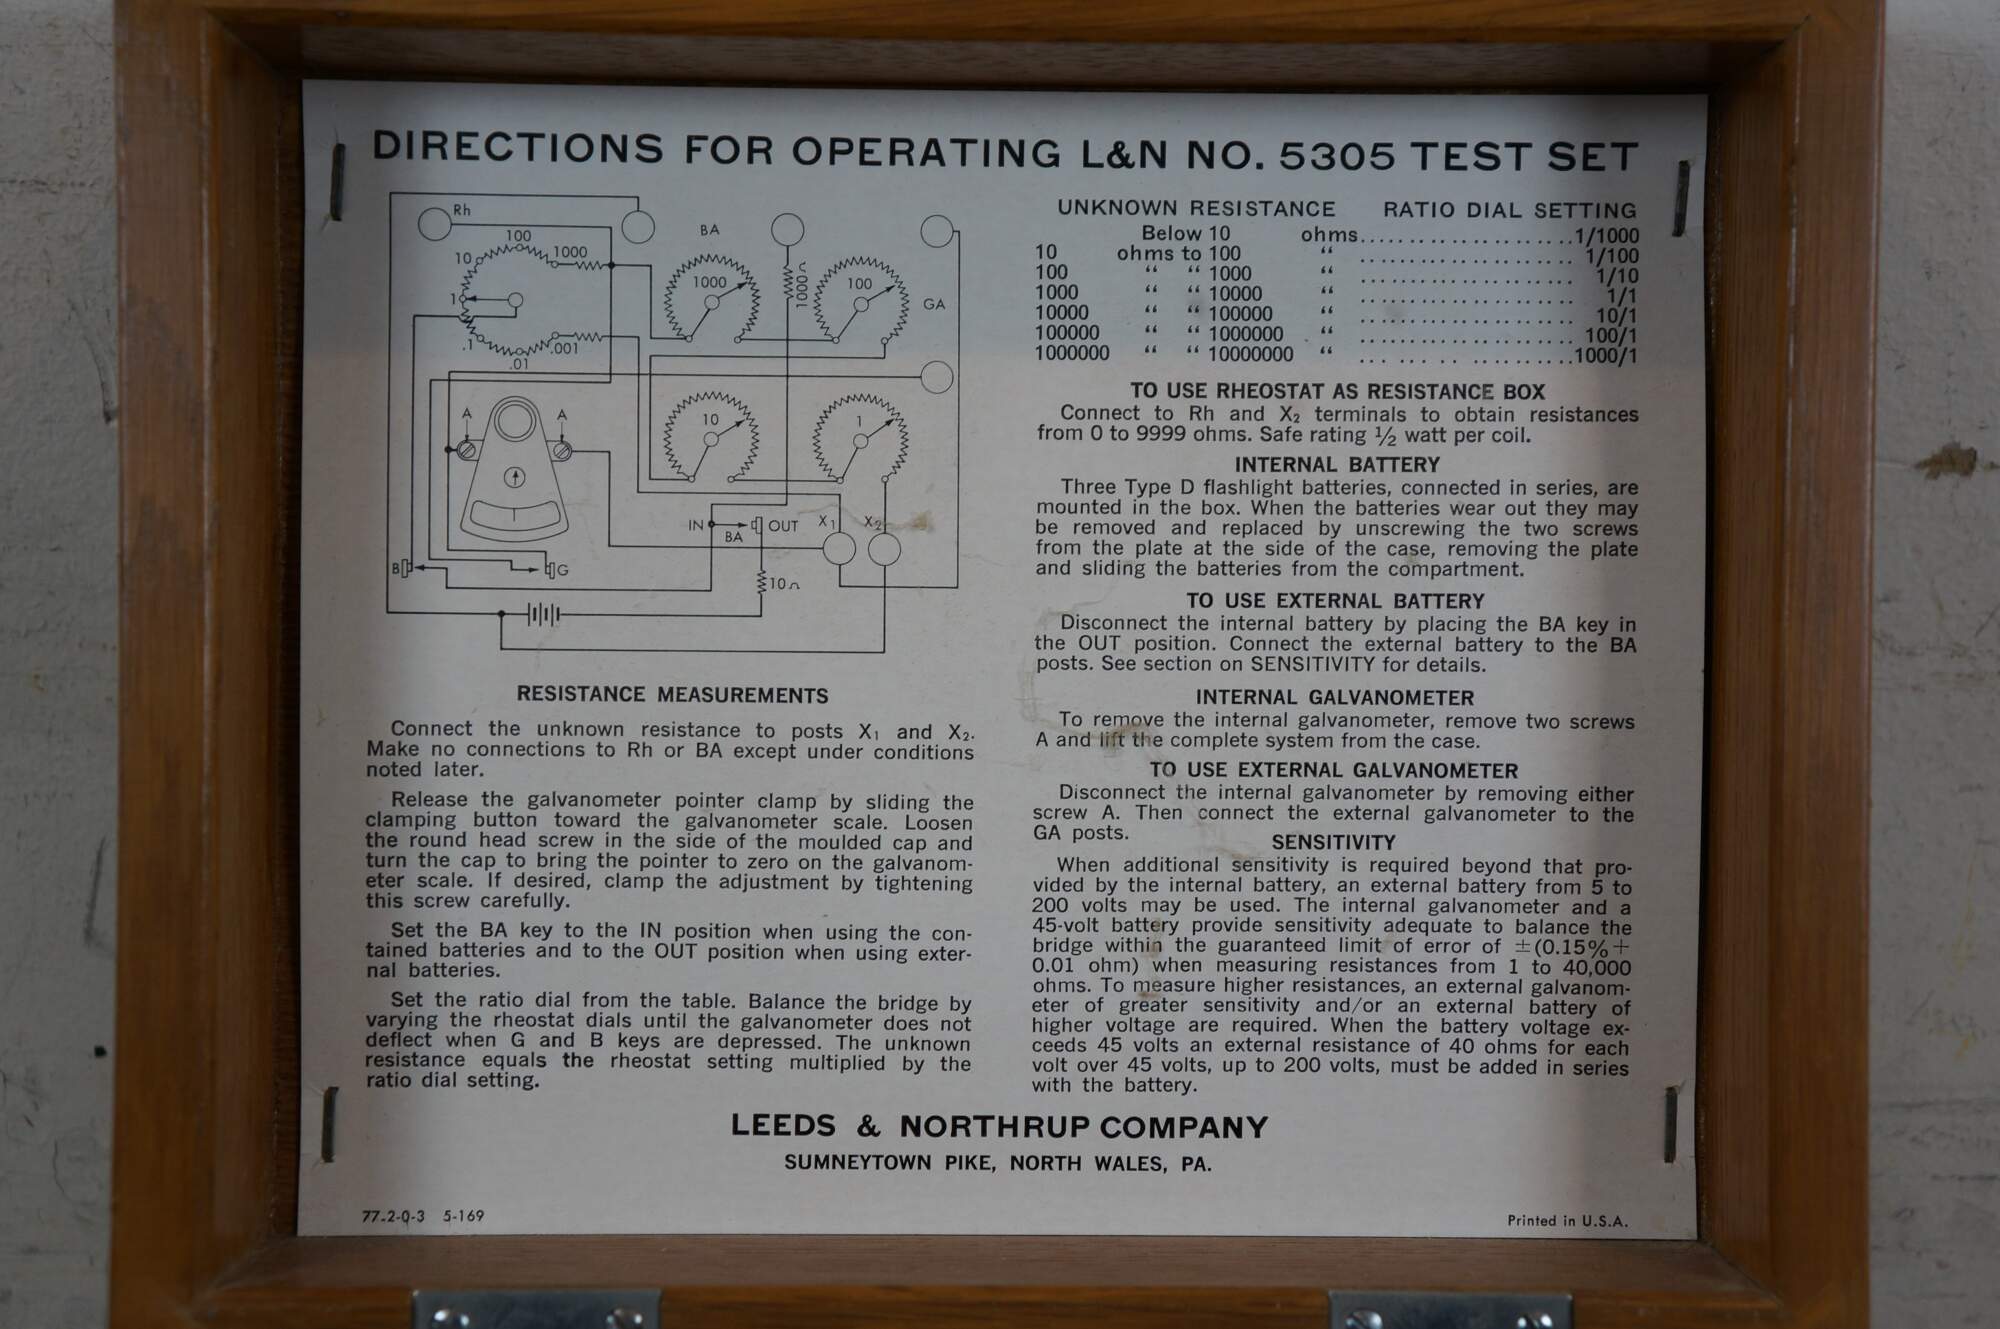 DIRECTIONS FOR OPERATING L&N NO. 5305 TEST SET
Rh
BA
100
10
1000
1
.1
.01
.001
1000
1000 Ω
100
GA
A
A
10
1
IN
BA
OUT
X1
X2
B
G
10 Ω
RESISTANCE MEASUREMENTS
Connect the unknown resistance to posts X1 and X2.
Make no connections to Rh or BA except under conditions
noted later.
Release the galvanometer pointer clamp by sliding the
clamping button toward the galvanometer scale. Loosen
the round head screw in the side of the moulded cap and
turn the cap to bring the pointer to zero on the galvanom-
eter scale. If desired, clamp the adjustment by tightening
this screw carefully.
Set the BA key to the IN position when using the con-
tained batteries and to the OUT position when using exter-
nal batteries.
Set the ratio dial from the table. Balance the bridge by
varying the rheostat dials until the galvanometer does not
deflect when G and B keys are depressed. The unknown
resistance equals the rheostat setting multiplied by the
ratio dial setting.
UNKNOWN RESISTANCE RATIO DIAL SETTING
Below 10 ohms.....................1/1000
10 ohms to 100 “ ..................... 1/100
100 “ “ 1000 “ ..................... 1/10
1000 “ “ 10000 “ ..................... 1/1
10000 “ “ 100000 “ ..................... 10/1
100000 “ “ 1000000 “ ..................... 100/1
1000000 “ “ 10000000 “ .....................1000/1
TO USE RHEOSTAT AS RESISTANCE BOX
Connect to Rh and X2 terminals to obtain resistances
from 0 to 9999 ohms. Safe rating ½ watt per coil.
INTERNAL BATTERY
Three Type D flashlight batteries, connected in series, are
mounted in the box. When the batteries wear out they may
be removed and replaced by unscrewing the two screws
from the plate at the side of the case, removing the plate
and sliding the batteries from the compartment.
TO USE EXTERNAL BATTERY
Disconnect the internal battery by placing the BA key in
the OUT position. Connect the external battery to the BA
posts. See section on SENSITIVITY for details.
INTERNAL GALVANOMETER
To remove the internal galvanometer, remove two screws
A and lift the complete system from the case.
TO USE EXTERNAL GALVANOMETER
Disconnect the internal galvanometer by removing either
screw A. Then connect the external galvanometer to the
GA posts.
SENSITIVITY
When additional sensitivity is required beyond that pro-
vided by the internal battery, an external battery from 5 to
200 volts may be used. The internal galvanometer and a
45-volt battery provide sensitivity adequate to balance the
bridge within the guaranteed limit of error of ±(0.15%+
0.01 ohm) when measuring resistances from 1 to 40,000
ohms. To measure higher resistances, an external galvanom-
eter of greater sensitivity and/or an external battery of
higher voltage are required. When the battery voltage ex-
ceeds 45 volts an external resistance of 40 ohms for each
volt over 45 volts, up to 200 volts, must be added in series
with the battery.
LEEDS & NORTHRUP COMPANY
SUMNEYTOWN PIKE, NORTH WALES, PA.
77-2-0-3 5-169
Printed in U.S.A.